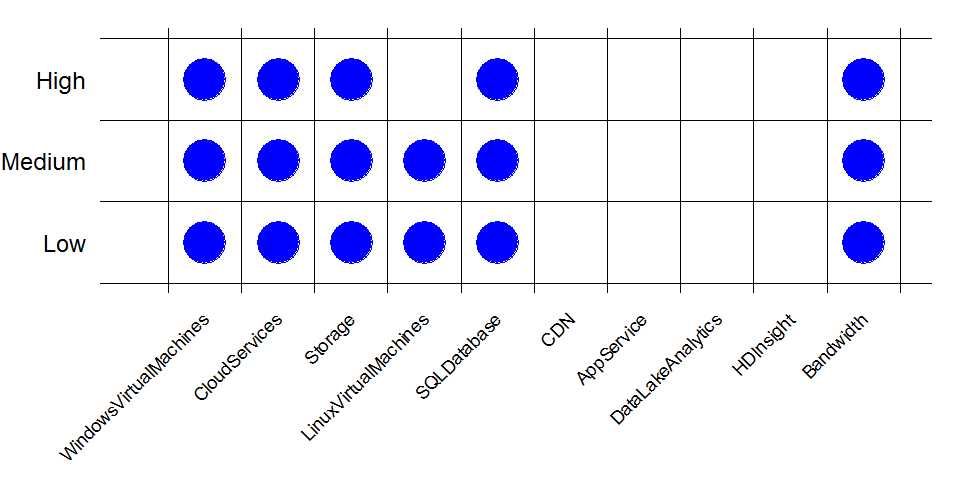 High
Medium
Low
WindowsVirtualMachines
CloudServices
Storage
LinuxVirtualMachines
SQLDatabase
CDN
AppService
DataLakeAnalytics
HDInsight
Bandwidth